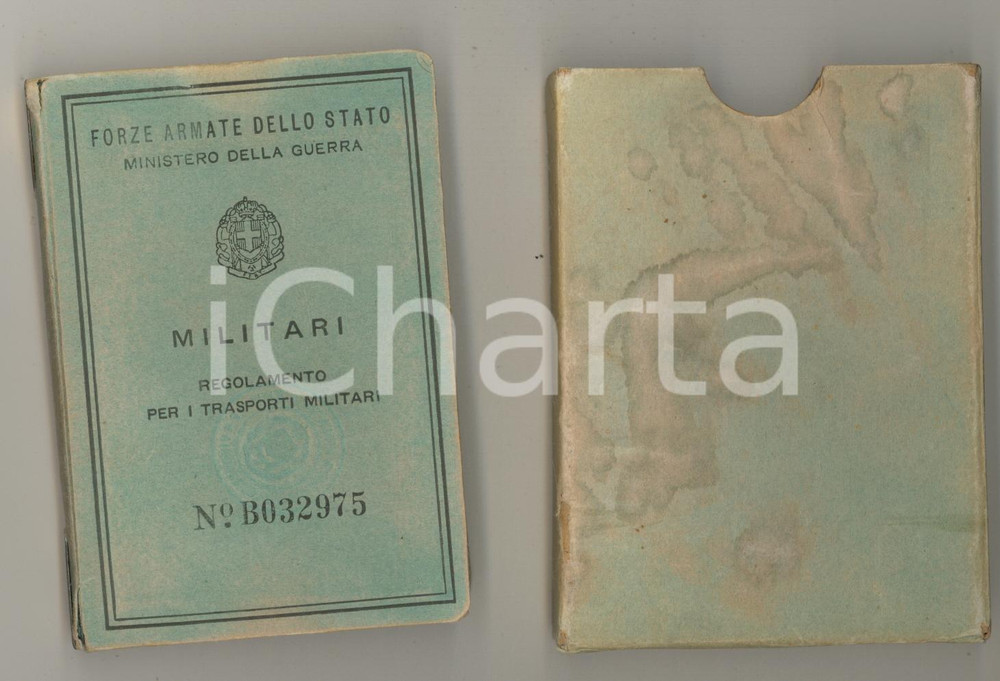 FORZE ARMATE DELLO STATO
MINISTERO DELLA GUERRA
MILITARI
REGOLAMENTO
PER I TRASPORTI MILITARI
Nº B032975
iCharta